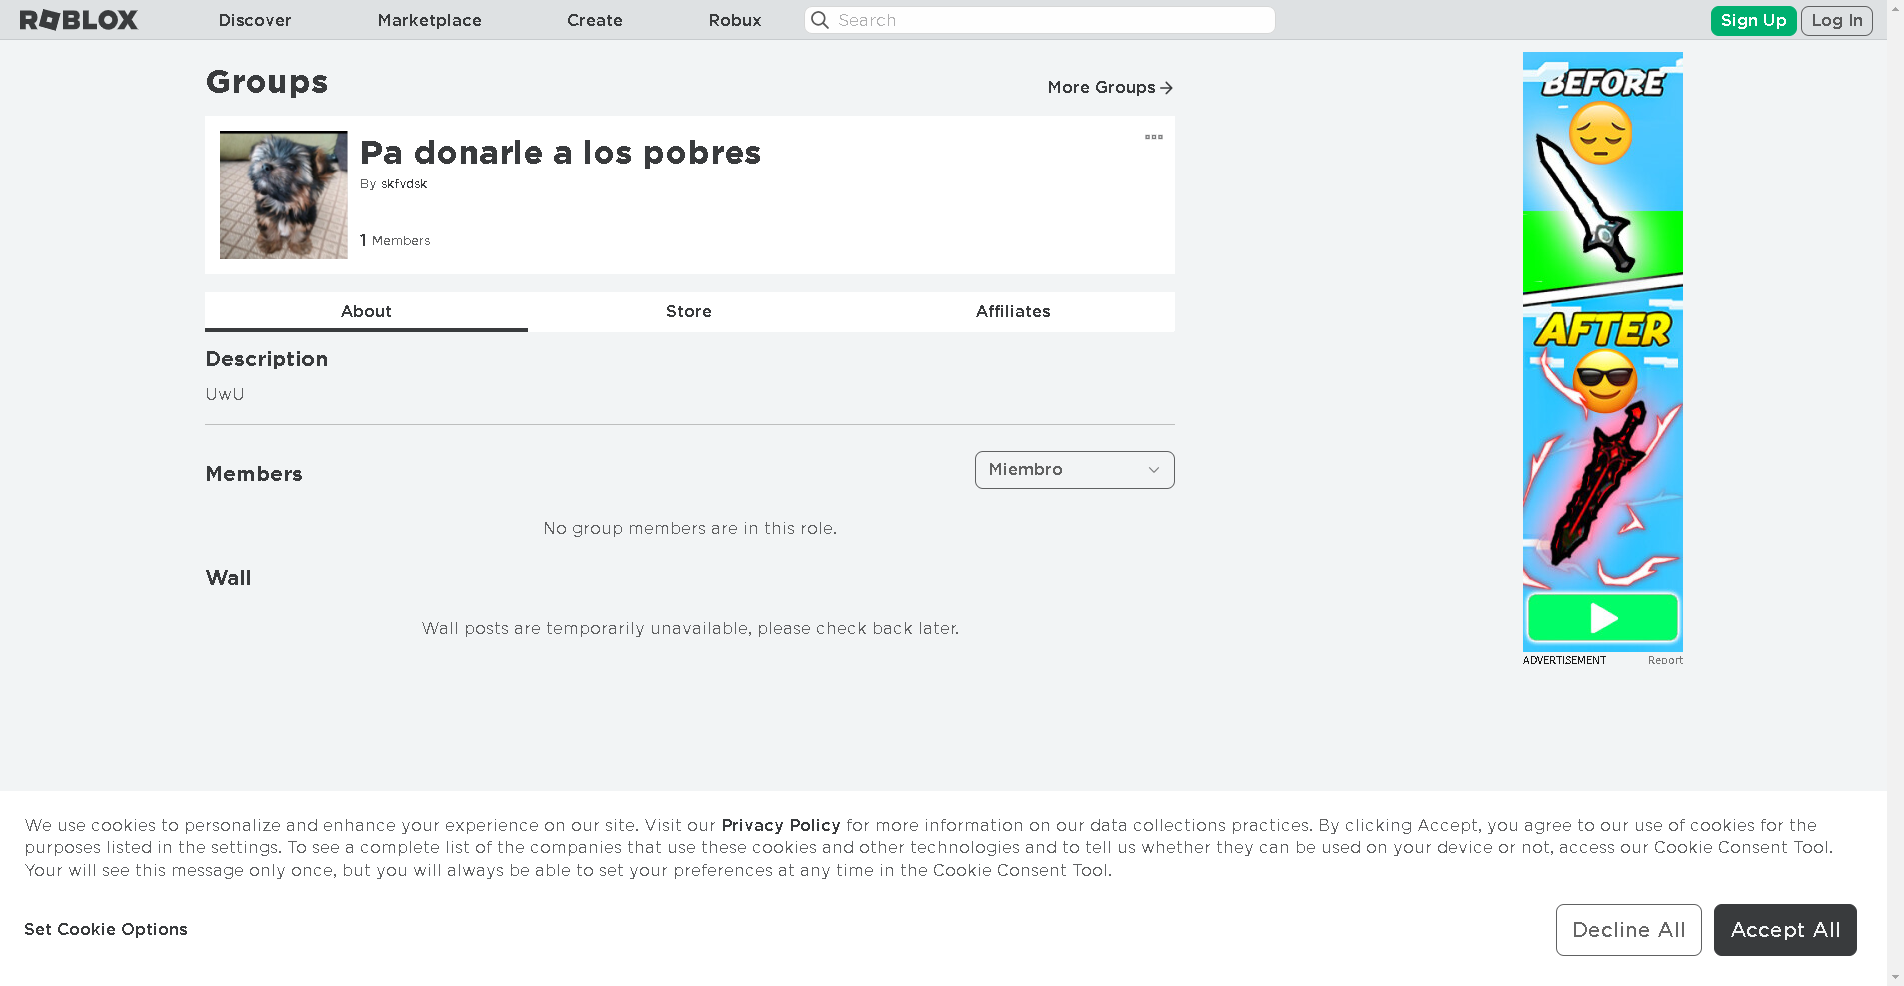 ROBLOX Discover Marketplace Create Robux Search Sign Up Log In
Groups
More Groups
Pa donarle a los pobres
By skfvdsk
1 Members
About Store Affiliates
Description
UwU
Members
Miembro
No group members are in this role.
Wall
Wall posts are temporarily unavailable, please check back later.
BEFORE
AFTER
ADVERTISEMENT Report
We use cookies to personalize and enhance your experience on our site. Visit our Privacy Policy for more information on our data collections practices. By clicking Accept, you agree to our use of cookies for the
purposes listed in the settings. To see a complete list of the companies that use these cookies and other technologies and to tell us whether they can be used on your device or not, access our Cookie Consent Tool.
Your will see this message only once, but you will always be able to set your preferences at any time in the Cookie Consent Tool.
Set Cookie Options
Decline All
Accept All